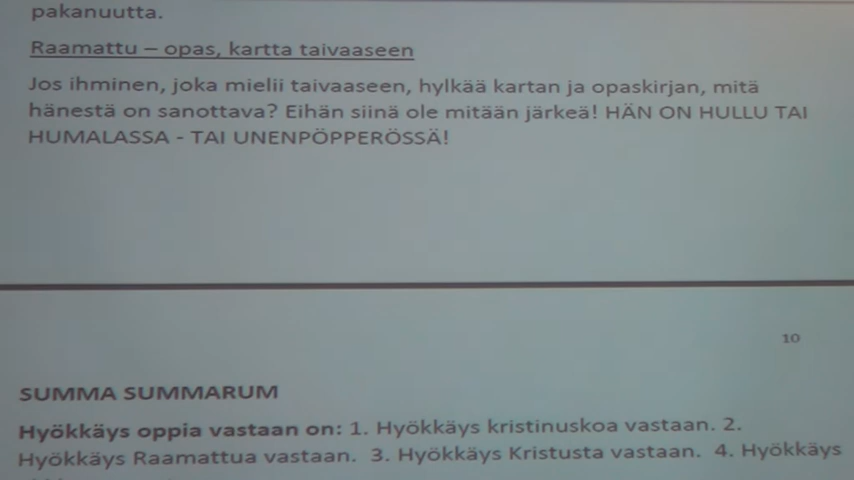 pakanuutta.
Raamattu – opas, kartta taivaaseen
Jos ihminen, joka mielii taivaaseen, hylkää kartan ja opaskirjan, mitä
hänestä on sanottava? Eihän siinä ole mitään järkeä! HÄN ON HULLU TAI
HUMALASSA - TAI UNENPÖPPERÖSSÄ!
10
SUMMA SUMMARUM
Hyökkäys oppia vastaan on: 1. Hyökkäys kristinuskoa vastaan. 2.
Hyökkäys Raamattua vastaan. 3. Hyökkäys Kristusta vastaan. 4. Hyökkäys